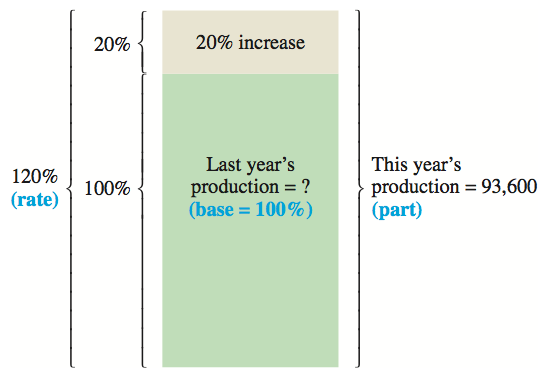 20%
20% increase
120%
(rate)
100%
Last year's
production = ?
(base = 100%)
This year's
production = 93,600
(part)